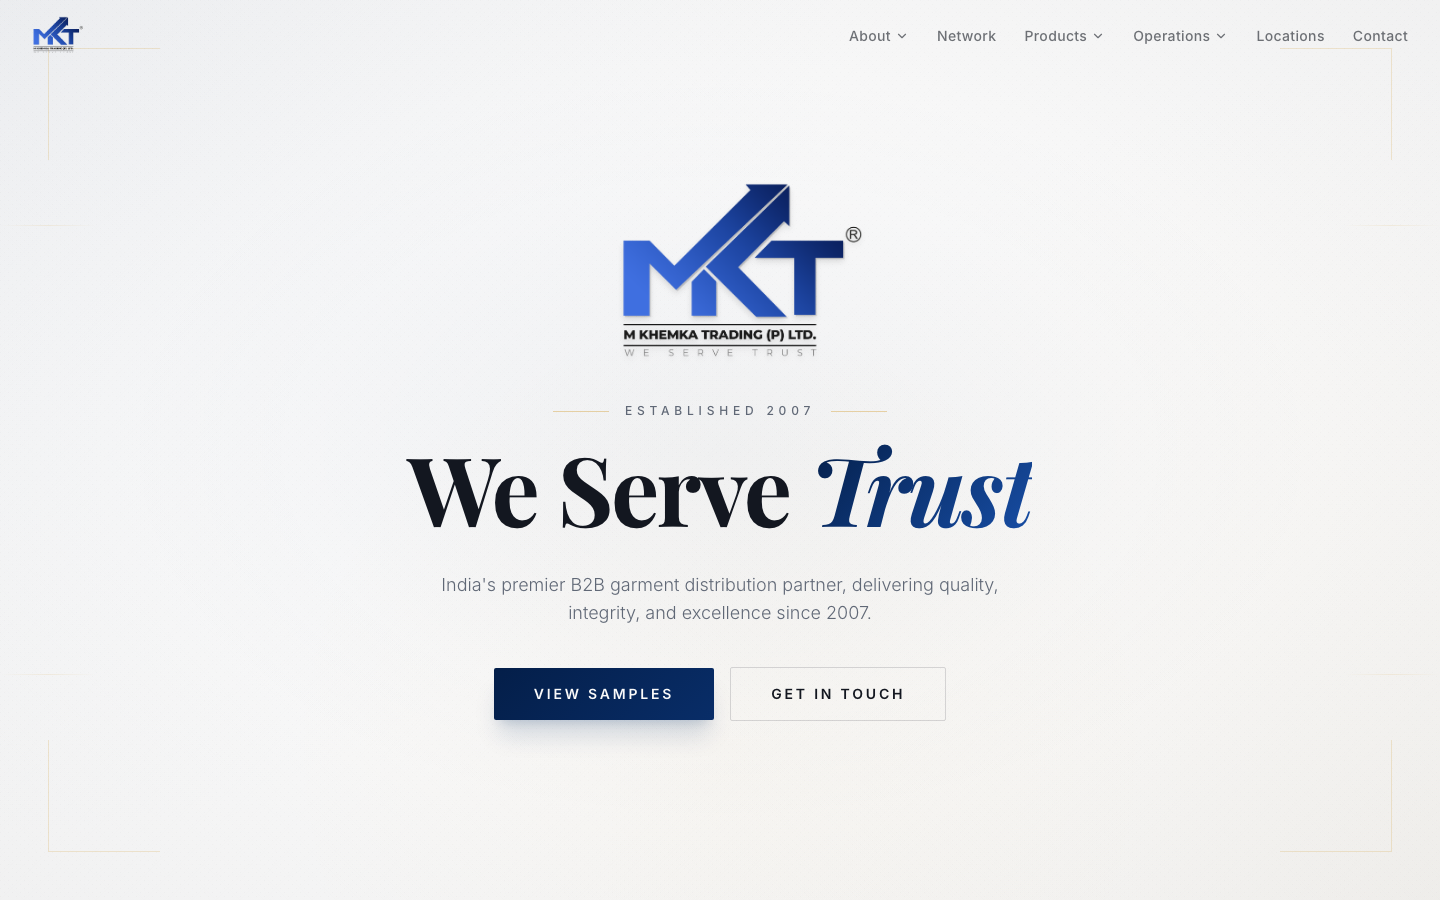 MKT
About
Network
Products
Operations
Locations
Contact
MKT®
M KHEMKA TRADING (P) LTD.
WE SERVE TRUST
ESTABLISHED 2007
We Serve Trust
India's premier B2B garment distribution partner, delivering quality,
integrity, and excellence since 2007.
VIEW SAMPLES
GET IN TOUCH